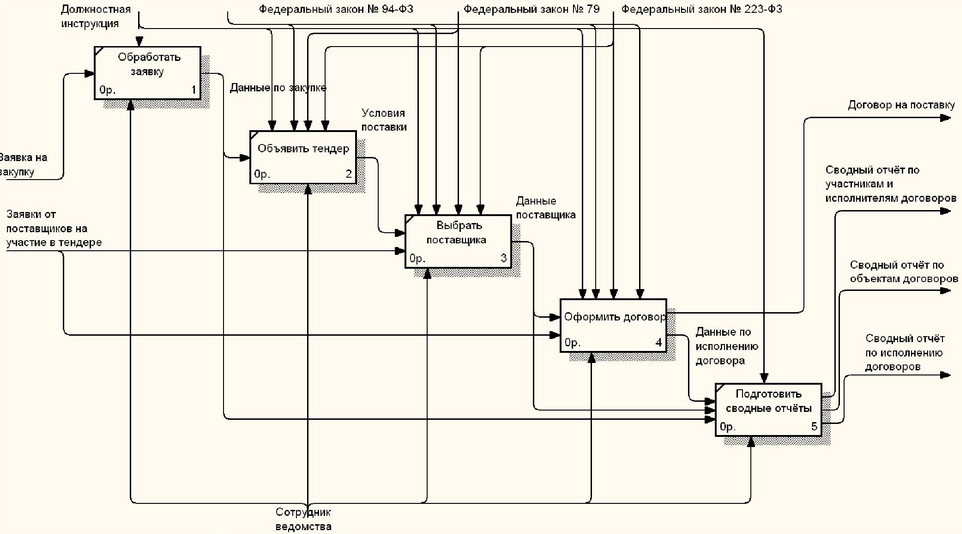 Должностная
инструкция
Федеральный закон № 94-ФЗ
Федеральный закон № 79
Федеральный закон № 223-ФЗ
Обработать
заявку
0р. 1
Данные по закупке
Условия
поставки
Объявить тендер
0р. 2
Заявка на
закупку
Заявки от
поставщиков на
участие в тендере
Данные
поставщика
Выбрать
поставщика
0р. 3
Договор на поставку
Сводный отчёт по
участникам и
исполнителям договоров
Сводный отчёт по
объектам договоров
Оформить договор
0р. 4
Данные по
исполнению
договора
Сводный отчёт
по исполнению
договоров
Подготовить
сводные отчёты
0р. 5
Сотрудник
ведомства